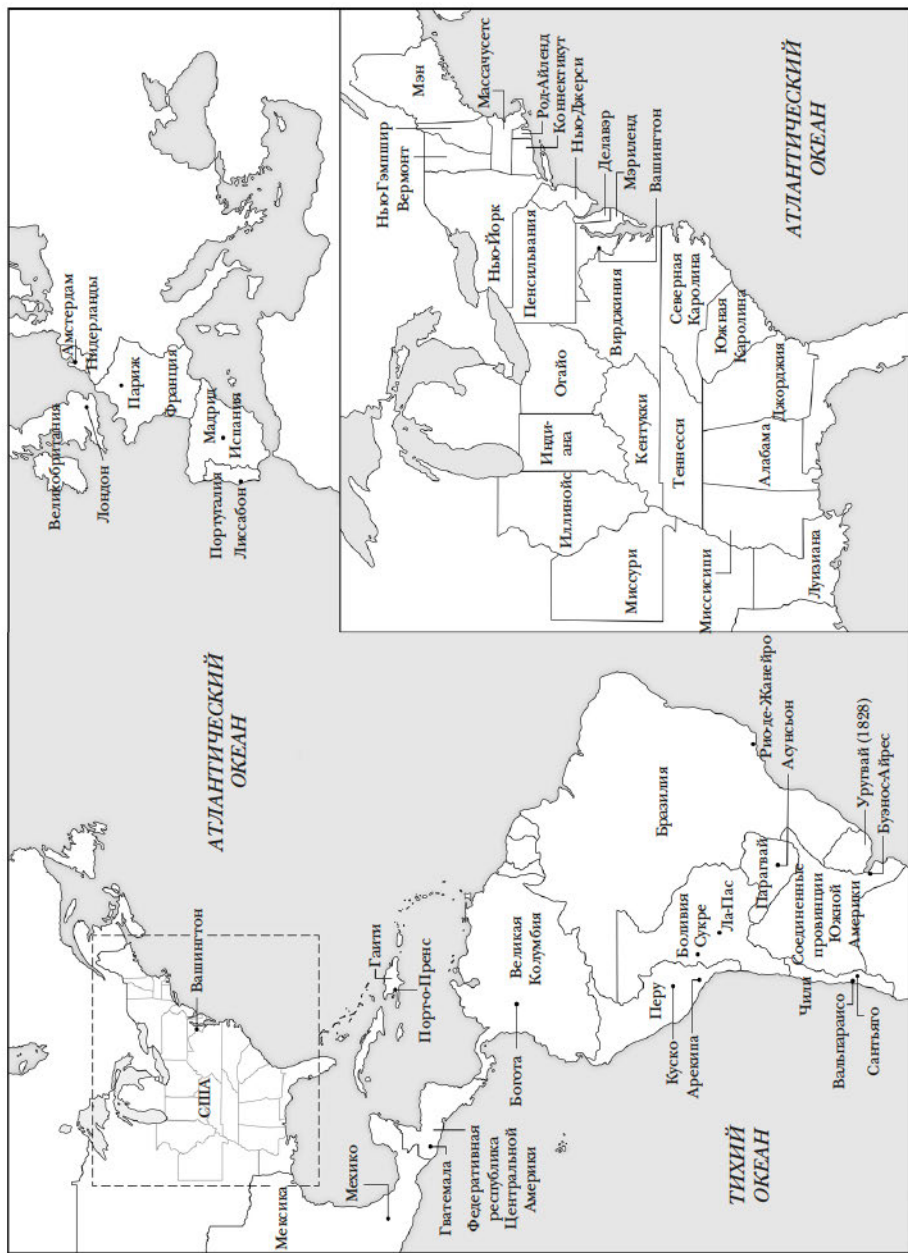 АТЛАНТИЧЕСКИЙ
ОКЕАН
США
Вашингтон
Мексика
Мехико
Гаити
Порт-о-Пренс
Гватемала
Федеративная
республика
Центральной
Америки
Богота
Великая
Колумбия
Перу
Куско
Арекипа
Бразилия
Боливия
Сукре
Ла-Пас
Парагвай
Рио-де-Жанейро
Асунсьон
Соединенные
провинции
Южной
Америки
Чили
Вальпараисо
Сантьяго
Уругвай (1828)
Буэнос-Айрес
ТИХИЙ
ОКЕАН
Великобритания
Лондон
Амстердам
Нидерланды
Париж
Франция
Мадрид
Испания
Португалия
Лиссабон
Мэн
Нью-Гэмпшир
Вермонт
Массачусетс
Род-Айленд
Коннектикут
Нью-Джерси
Делавэр
Мэриленд
Вашингтон
Нью-Йорк
Пенсильвания
Огайо
Инди-
ана
Иллинойс
Вирджиния
Кентукки
Миссури
Теннесси
Северная
Каролина
Южная
Каролина
Джорджия
Алабама
Миссисипи
Луизиана
АТЛАНТИЧЕСКИЙ
ОКЕАН